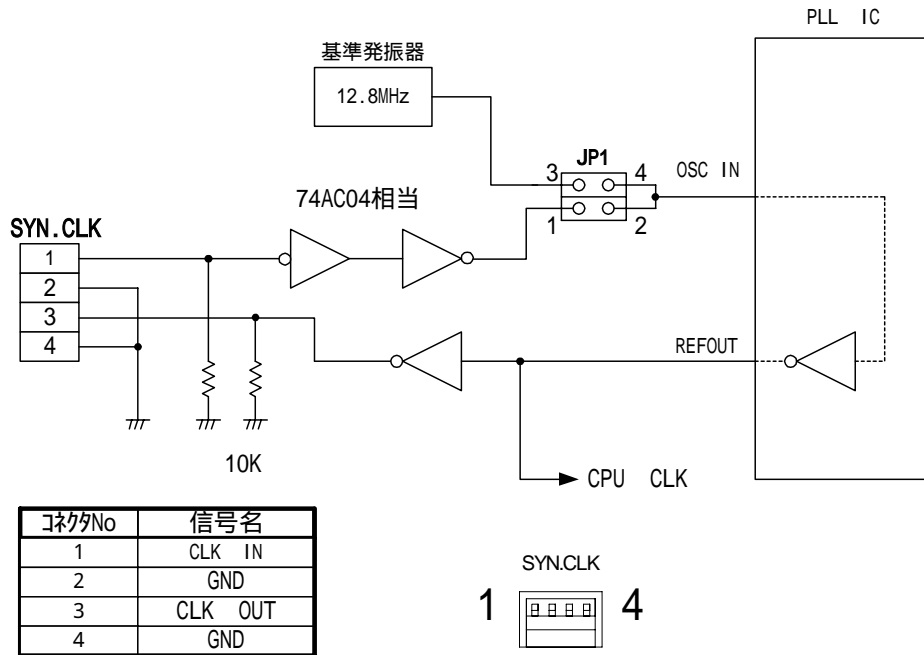 PLL IC
基準発振器
12.8MHz
JP1
3
4
OSC IN
1
2
74AC04相当
SYN.CLK
1
2
3
4
REFOUT
10K
CPU CLK
コネクタNo 信号名
1 CLK IN
2 GND
3 CLK OUT
4 GND
SYN.CLK
1 4